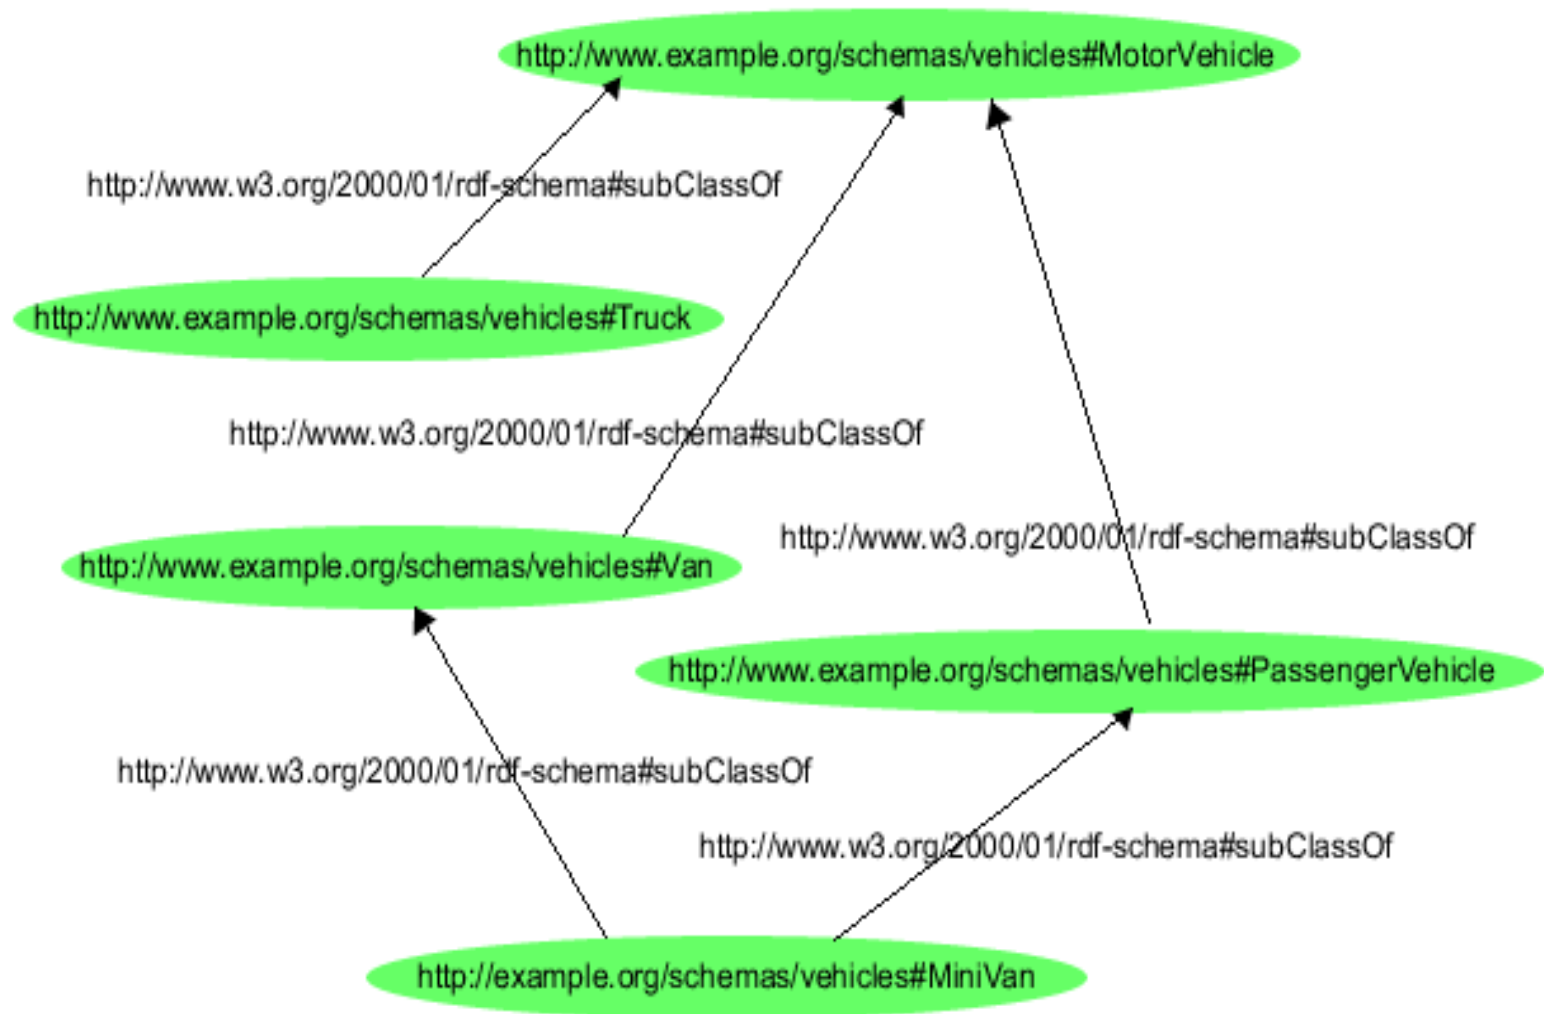 http://www.example.org/schemas/vehicles#MotorVehicle
http://www.w3.org/2000/01/rdf-schema#subClassOf
http://www.example.org/schemas/vehicles#Truck
http://www.w3.org/2000/01/rdf-schema#subClassOf
http://www.w3.org/2000/01/rdf-schema#subClassOf
http://www.example.org/schemas/vehicles#Van
http://www.example.org/schemas/vehicles#PassengerVehicle
http://www.w3.org/2000/01/rdf-schema#subClassOf
http://www.w3.org/2000/01/rdf-schema#subClassOf
http://example.org/schemas/vehicles#MiniVan